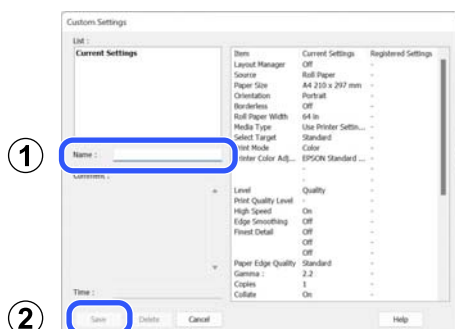 Custom Settings
List :
Current Settings
Item Current Settings Registered Settings
Layout Manager Off -
Source Roll Paper -
Paper Size A4 210 x 297 mm -
Orientation Portrait -
Borderless Off -
Roll Paper Width 64 in -
Media Type Use Printer Settin... -
Select Target Standard -
Print Mode Color -
Printer Color Adj... EPSON Standard ... -
1
Name :
Comment :
Level Quality -
Print Quality Level - -
High Speed On -
Edge Smoothing Off -
Finest Detail Off -
Off -
Off -
Paper Edge Quality Standard -
Gamma : 2.2 -
Copies 1 -
Collate On -
Time :
2
Save Delete Cancel Help